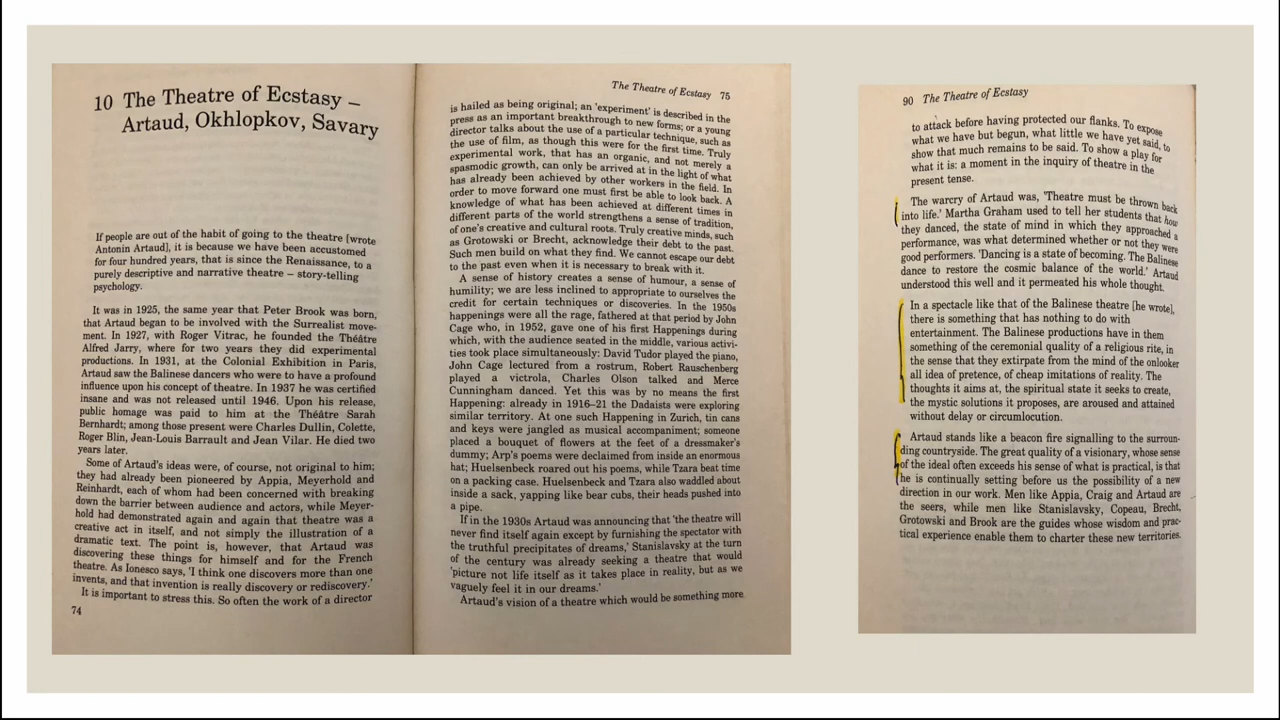 10 The Theatre of Ecstasy –
Artaud, Okhlopkov, Savary
If people are out of the habit of going to the theatre [wrote
Antonin Artaud], it is because we have been accustomed
for four hundred years, that is since the Renaissance, to a
purely descriptive and narrative theatre – story-telling
psychology.
It was in 1925, the same year that Peter Brook was born,
that Artaud began to be involved with the Surrealist move-
ment. In 1927, with Roger Vitrac, he founded the Théâtre
Alfred Jarry, where for two years they did experimental
productions. In 1931, at the Colonial Exhibition in Paris,
Artaud saw the Balinese dancers who were to have a profound
influence upon his concept of theatre. In 1937 he was certified
insane and was not released until 1946. Upon his release,
public homage was paid to him at the Théâtre Sarah
Bernhardt; among those present were Charles Dullin, Colette,
Roger Blin, Jean-Louis Barrault and Jean Vilar. He died two
years later.
Some of Artaud's ideas were, of course, not original to him;
they had already been pioneered by Appia, Meyerhold and
Reinhardt, each of whom had been concerned with breaking
down the barrier between audience and actors, while Meyer-
hold had demonstrated again and again that theatre was a
creative act in itself, and not simply the illustration of a
dramatic text. The point is, however, that Artaud was
discovering these things for himself and for the French
theatre. As Ionesco says, 'I think one discovers more than one
invents, and that invention is really discovery or rediscovery.'
It is important to stress this. So often the work of a director
74
The Theatre of Ecstasy 75
is hailed as being original; an 'experiment' is described in the
press as an important breakthrough to new forms; or a young
director talks about the use of a particular technique, such as
the use of film, as though this were for the first time. Truly
experimental work, that has an organic, and not merely a
spasmodic growth, can only be arrived at in the light of what
has already been achieved by other workers in the field. In
order to move forward one must first be able to look back. A
knowledge of what has been achieved at different times in
different parts of the world strengthens a sense of tradition,
of one's creative and cultural roots. Truly creative minds, such
as Grotowski or Brecht, acknowledge their debt to the past.
Such men build on what they find. We cannot escape our debt
to the past even when it is necessary to break with it.
A sense of history creates a sense of humour, a sense of
humility; we are less inclined to appropriate to ourselves the
credit for certain techniques or discoveries. In the 1950s
happenings were all the rage, fathered at that period by John
Cage who, in 1952, gave one of his first Happenings during
which, with the audience seated in the middle, various activi-
ties took place simultaneously: David Tudor played the piano,
John Cage lectured from a rostrum, Robert Rauschenberg
played a victrola, Charles Olson talked and Merce
Cunningham danced. Yet this was by no means the first
Happening: already in 1916–21 the Dadaists were exploring
similar territory. At one such Happening in Zurich, tin cans
and keys were jangled as musical accompaniment; someone
placed a bouquet of flowers at the feet of a dressmaker's
dummy; Arp's poems were declaimed from inside an enormous
hat; Huelsenbeck roared out his poems, while Tzara beat time
on a packing case. Huelsenbeck and Tzara also waddled about
inside a sack, yapping like bear cubs, their heads pushed into
a pipe.
If in the 1930s Artaud was announcing that 'the theatre will
never find itself again except by furnishing the spectator with
the truthful precipitates of dreams,' Stanislavsky at the turn
of the century was already seeking a theatre that would
'picture not life itself as it takes place in reality, but as we
vaguely feel it in our dreams.'
Artaud's vision of a theatre which would be something more
90 The Theatre of Ecstasy
to attack before having protected our flanks. To expose
what we have but begun, what little we have yet said, to
show that much remains to be said. To show a play for
what it is: a moment in the inquiry of theatre in the
present tense.
The warcry of Artaud was, 'Theatre must be thrown back
into life.' Martha Graham used to tell her students that how
they danced, the state of mind in which they approached a
performance, was what determined whether or not they were
good performers. 'Dancing is a state of becoming. The Balinese
dance to restore the cosmic balance of the world.' Artaud
understood this well and it permeated his whole thought.
In a spectacle like that of the Balinese theatre [he wrote],
there is something that has nothing to do with
entertainment. The Balinese productions have in them
something of the ceremonial quality of a religious rite, in
the sense that they extirpate from the mind of the onlooker
all idea of pretence, of cheap imitations of reality. The
thoughts it aims at, the spiritual state it seeks to create,
the mystic solutions it proposes, are aroused and attained
without delay or circumlocution.
Artaud stands like a beacon fire signalling to the surroun-
ding countryside. The great quality of a visionary, whose sense
of the ideal often exceeds his sense of what is practical, is that
he is continually setting before us the possibility of a new
direction in our work. Men like Appia, Craig and Artaud are
the seers, while men like Stanislavsky, Copeau, Brecht,
Grotowski and Brook are the guides whose wisdom and prac-
tical experience enable them to charter these new territories.